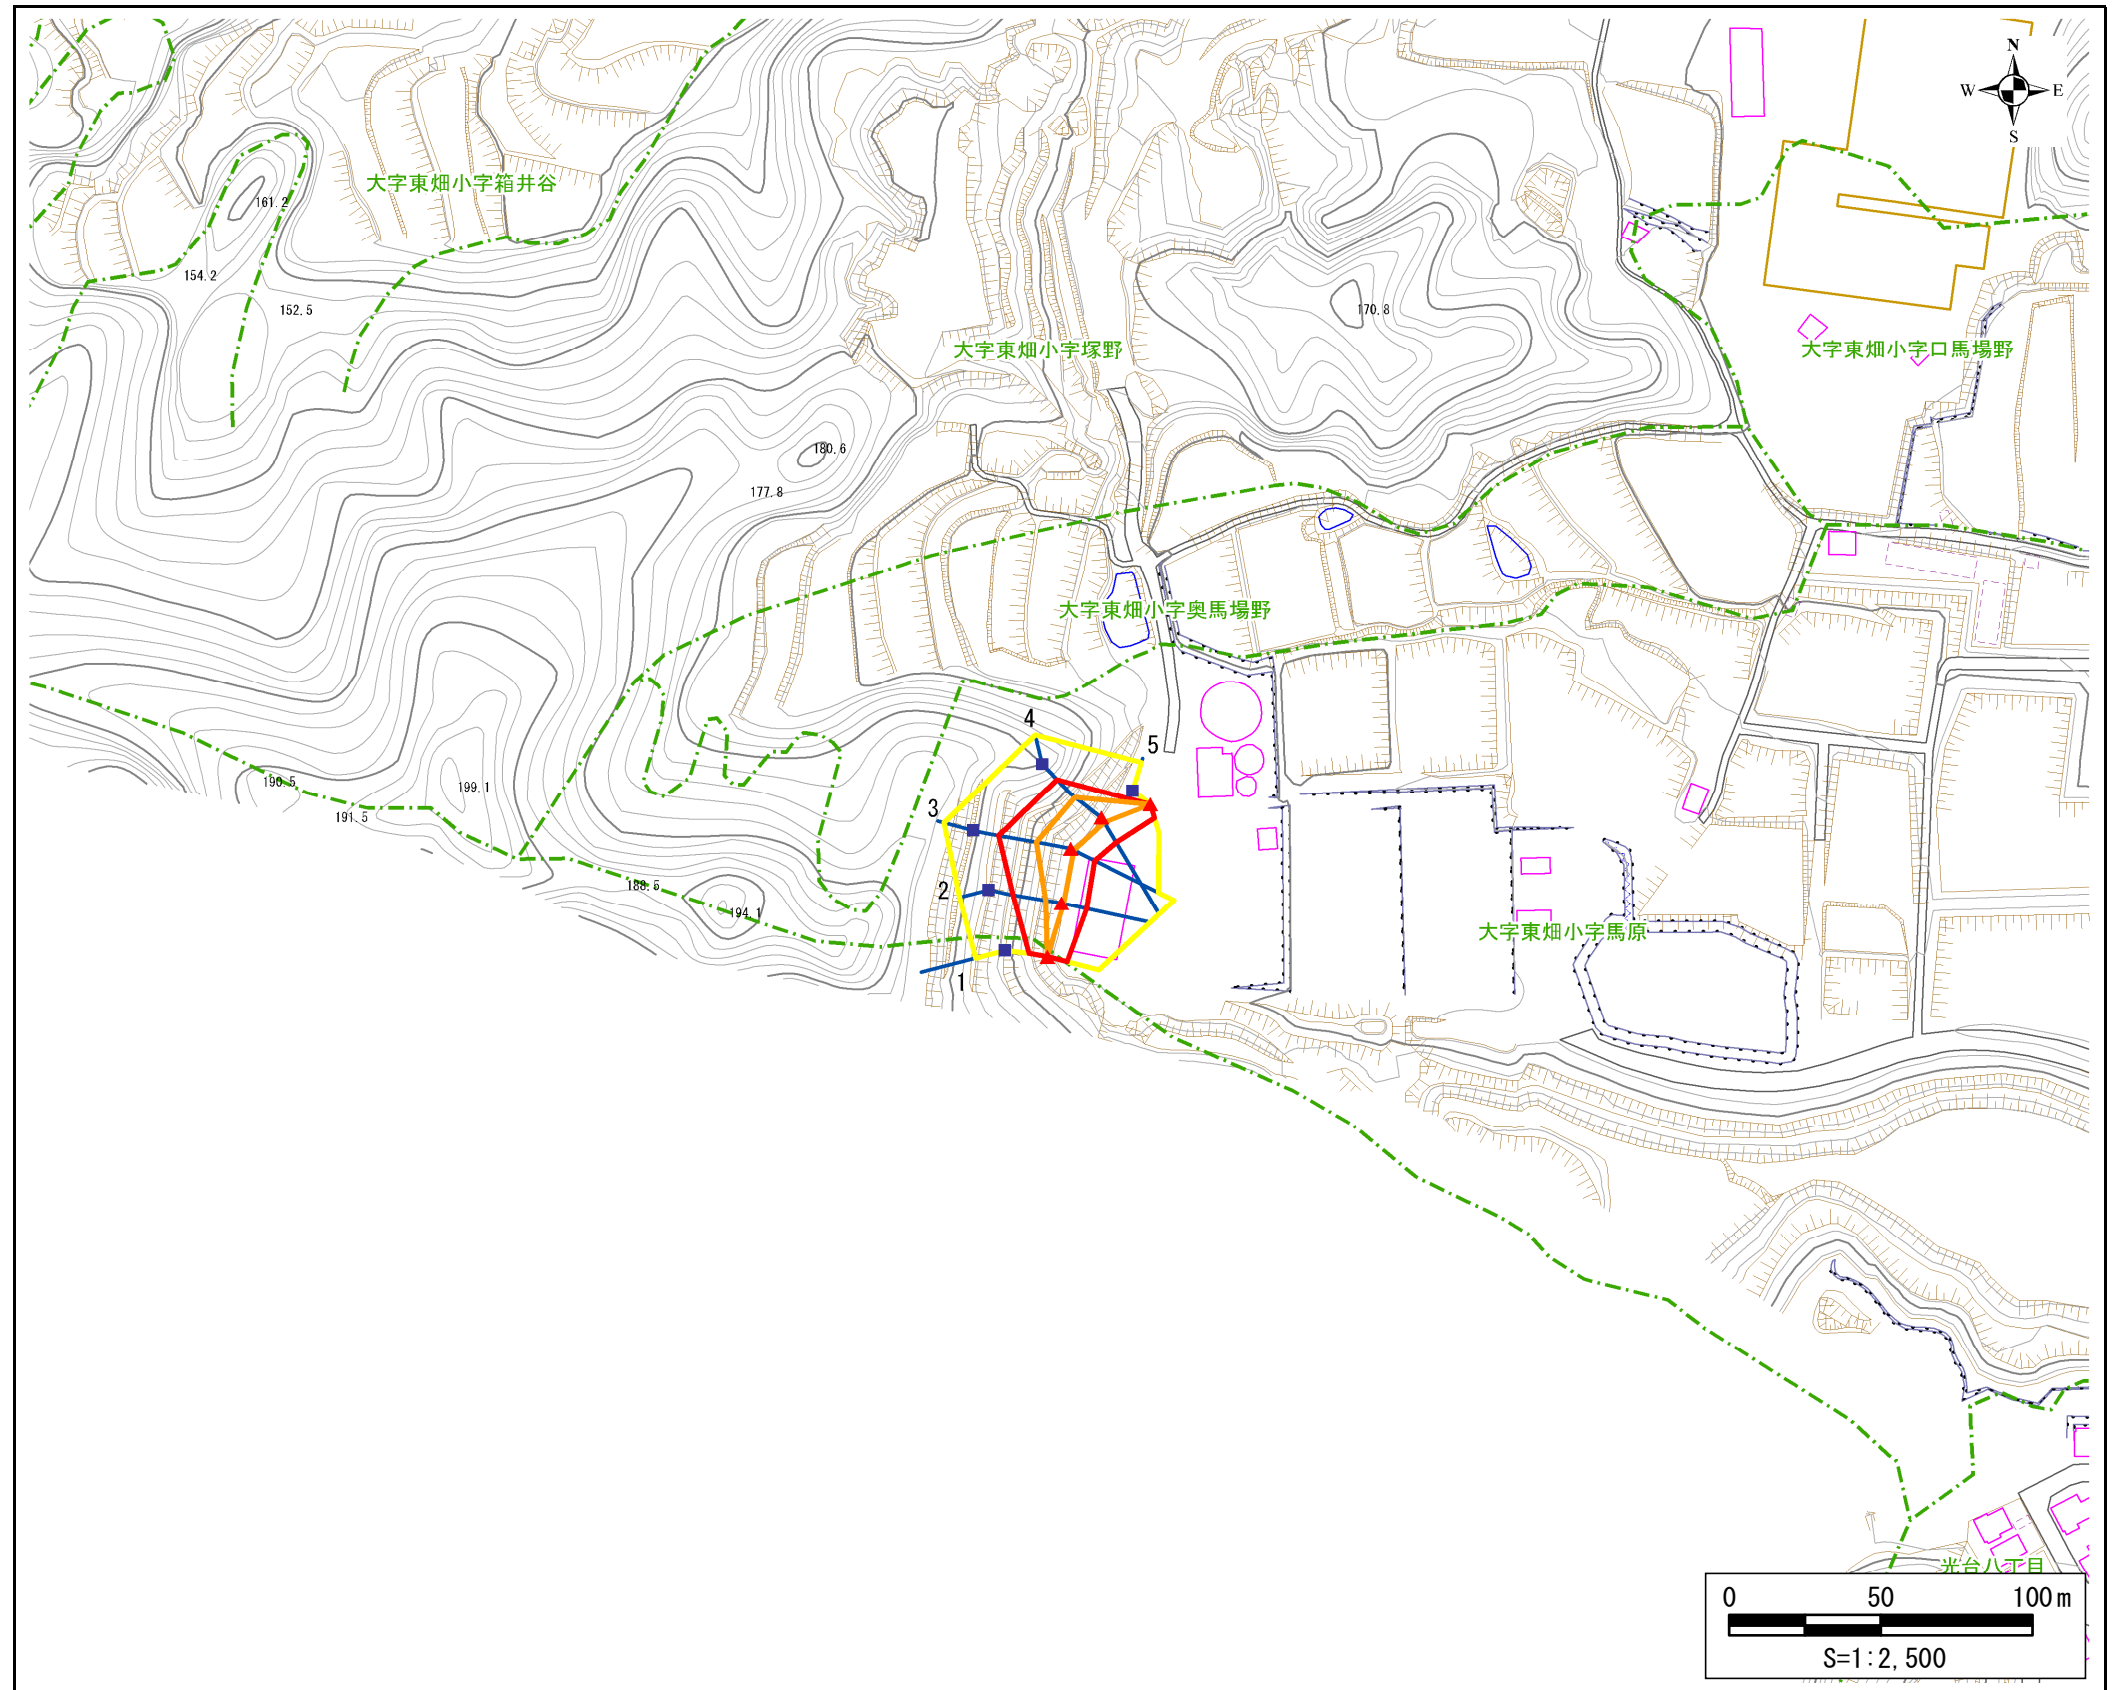 N
W E
S
大字東畑小字箱井谷
161.2
154.2
152.5
170.8
大字東畑小字塚野
大字東畑小字口馬場野
180.6
177.8
大字東畑小字奥馬場野
4
5
190.5
199.1
191.5
3
188.5
2
194.1
大字東畑小字馬原
1
光台八丁目
0 50 100m
S=1:2,500